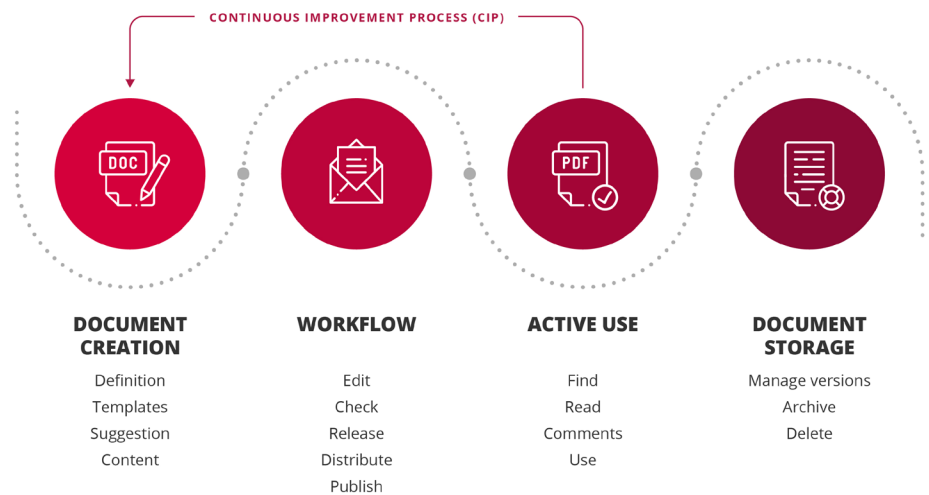 CONTINUOUS IMPROVEMENT PROCESS (CIP)
DOC
PDF
DOCUMENT
CREATION
Definition
Templates
Suggestion
Content
WORKFLOW
Edit
Check
Release
Distribute
Publish
ACTIVE USE
Find
Read
Comments
Use
DOCUMENT
STORAGE
Manage versions
Archive
Delete